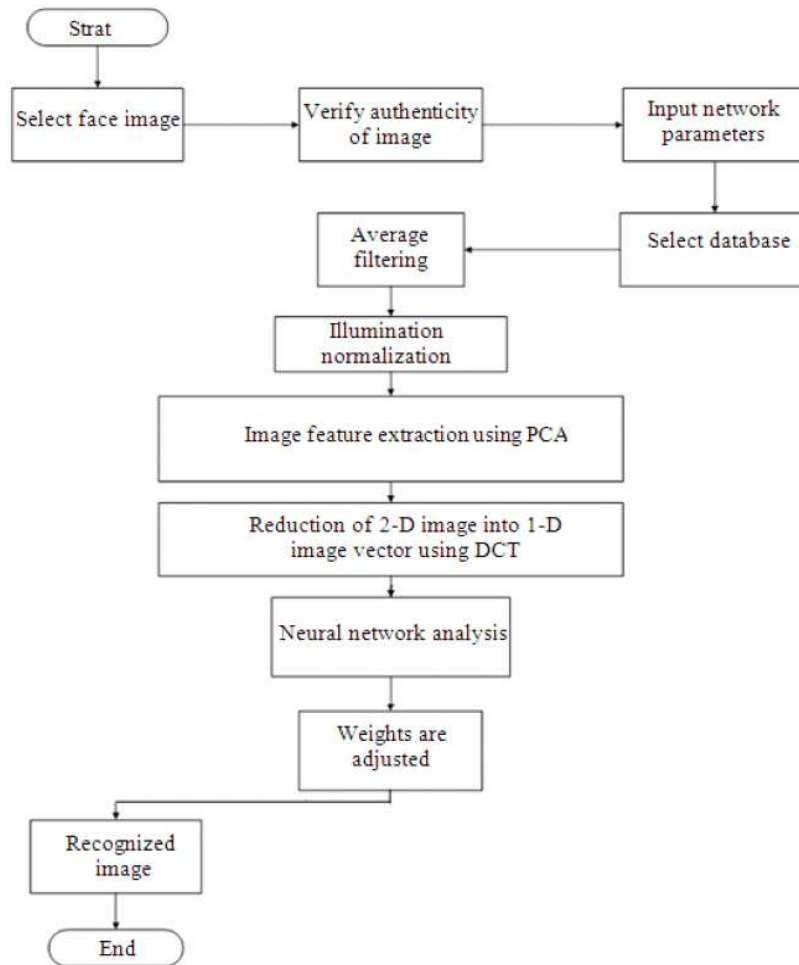 Strat
Select face image
Verify authenticity
of image
Input network
parameters
Select database
Average
filtering
Illumination
normalization
Image feature extraction using PCA
Reduction of 2-D image into 1-D
image vector using DCT
Neural network analysis
Weights are
adjusted
Recognized
image
End